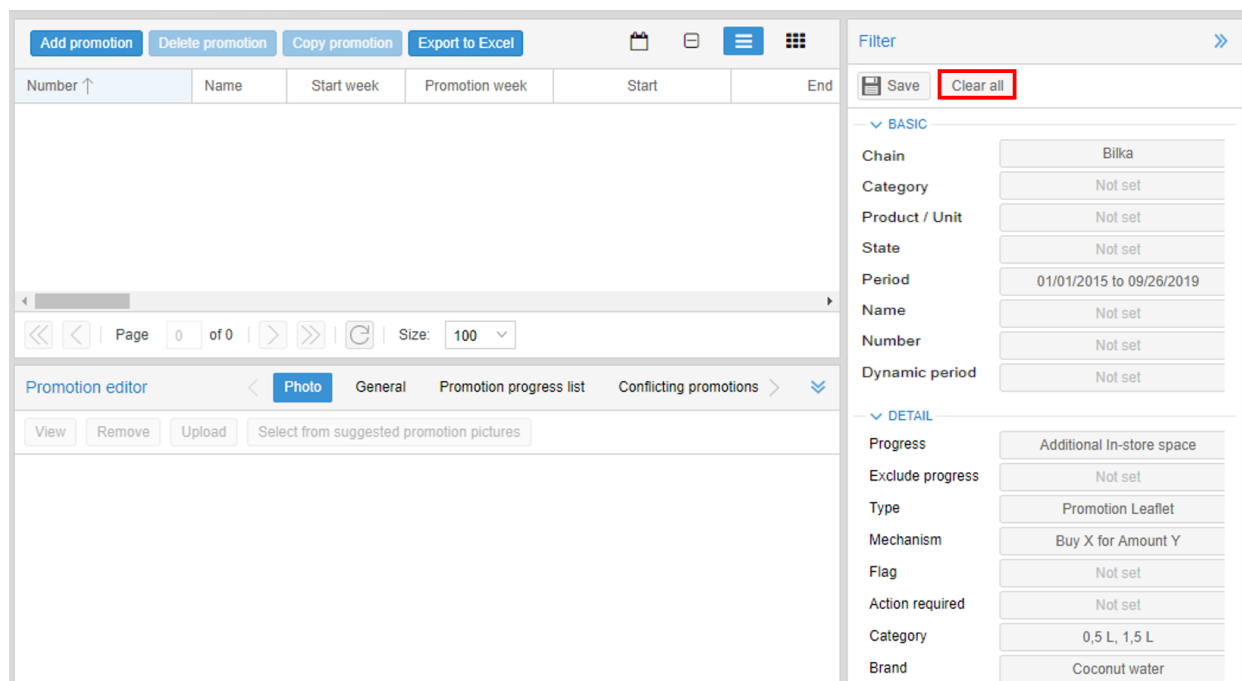 Add promotion Delete promotion Copy promotion Export to Excel
Number Name Start week Promotion week Start End
Page 0 of 0 Size: 100
Promotion editor Photo General Promotion progress list Conflicting promotions
View Remove Upload Select from suggested promotion pictures
Filter
Save Clear all
BASIC
Chain Bilka
Category Not set
Product / Unit Not set
State Not set
Period 01/01/2015 to 09/26/2019
Name Not set
Number Not set
Dynamic period Not set
DETAIL
Progress Additional In-store space
Exclude progress Not set
Type Promotion Leaflet
Mechanism Buy X for Amount Y
Flag Not set
Action required Not set
Category 0,5 L, 1,5 L
Brand Coconut water